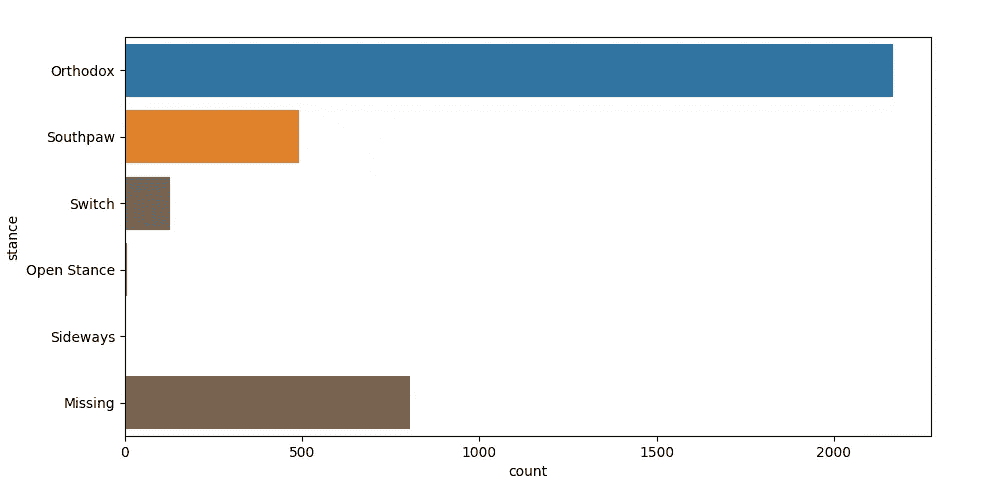 Orthodox
Southpaw
Switch
Open Stance
Sideways
Missing
stance
0 500 1000 1500 2000
count